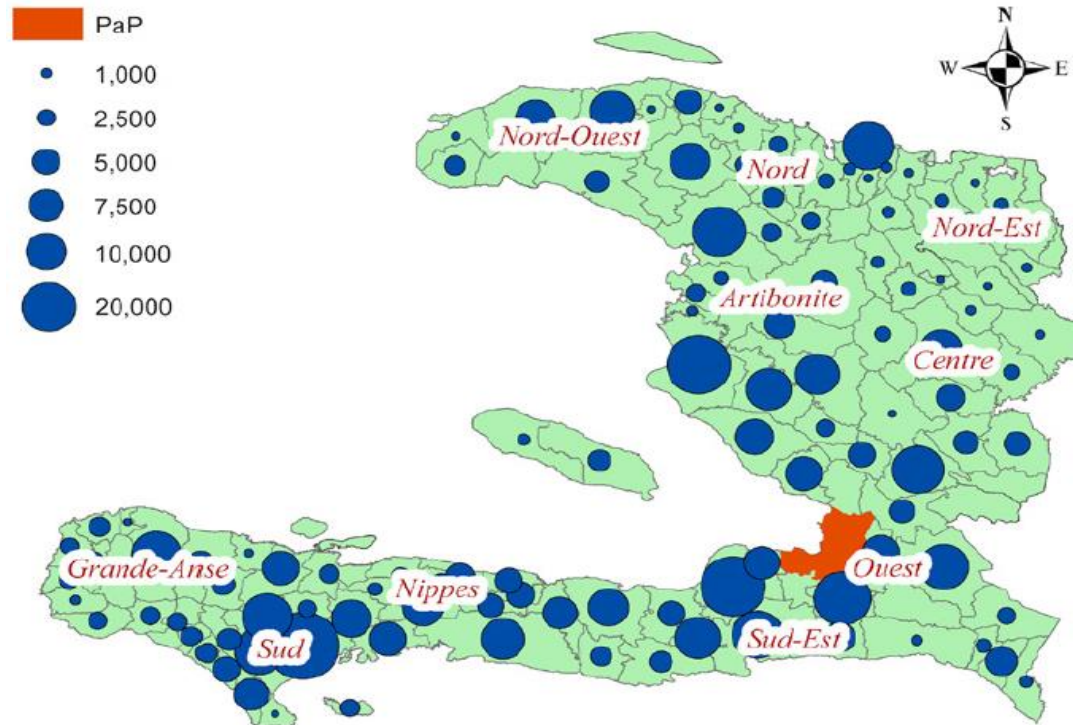 PaP
1,000
2,500
5,000
7,500
10,000
20,000
N
W E
S
Nord-Ouest
Nord
Nord-Est
Artibonite
Centre
Grande-Anse
Nippes
Ouest
Sud
Sud-Est